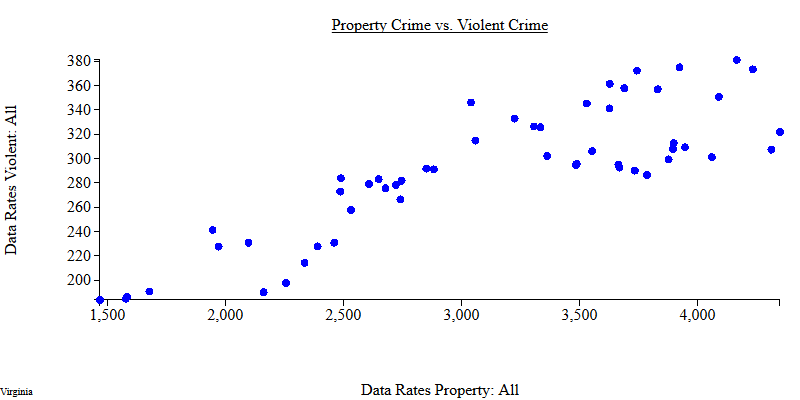 Property Crime vs. Violent Crime
Data Rates Violent: All
380
360
340
320
300
280
260
240
220
200
1,500 2,000 2,500 3,000 3,500 4,000
Virginia
Data Rates Property: All